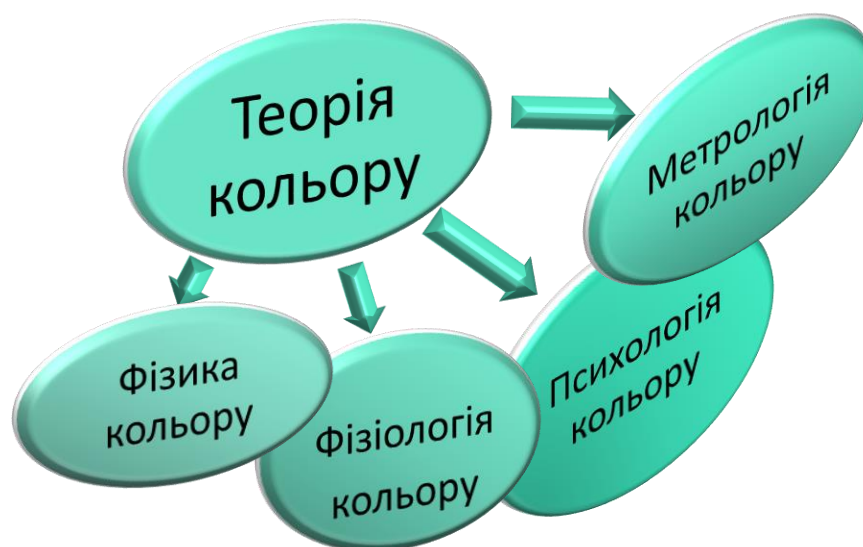 Теорія
кольору
Метрологія
кольору
Психологія
кольору
Фізіологія
кольору
Фізика
кольору